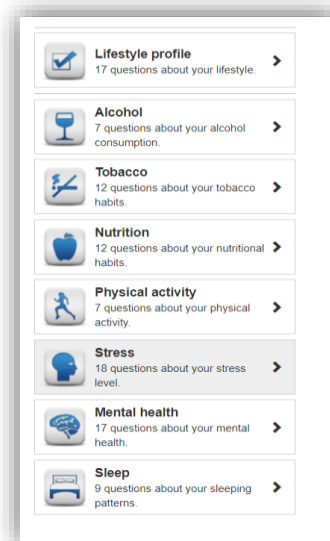 Lifestyle profile
17 questions about your lifestyle.
Alcohol
7 questions about your alcohol
consumption.
Tobacco
12 questions about your tobacco
habits.
Nutrition
12 questions about your nutritional
habits.
Physical activity
7 questions about your physical
activity.
Stress
18 questions about your stress
level.
Mental health
17 questions about your mental
health.
Sleep
9 questions about your sleeping
patterns.